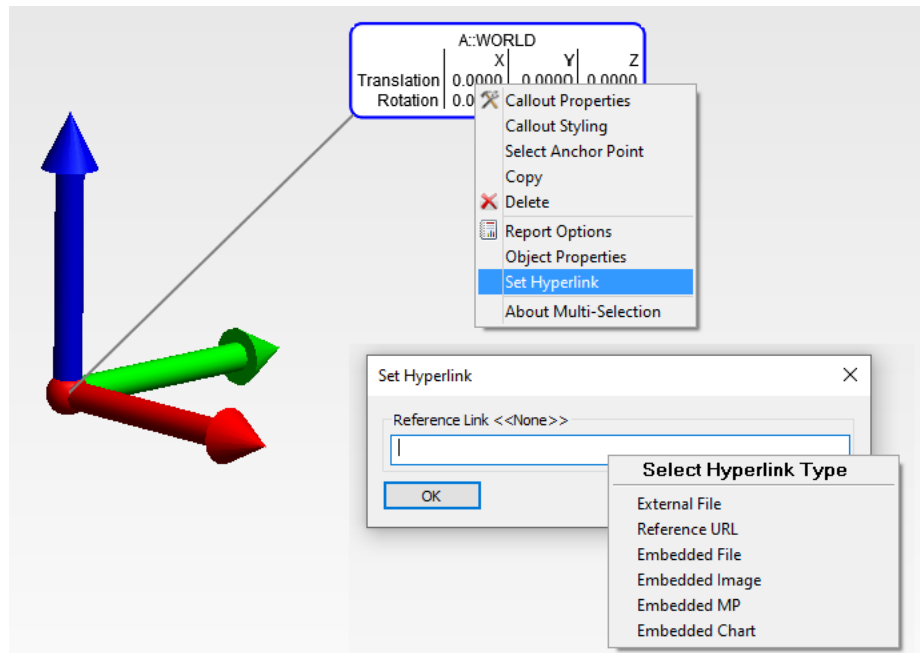 A::WORLD
X Y Z
Translation 0.0000 0.0000 0.0000
Rotation 0.0
Callout Properties
Callout Styling
Select Anchor Point
Copy
Delete
Report Options
Object Properties
Set Hyperlink
About Multi-Selection
Set Hyperlink
Reference Link <<None>>
OK
Select Hyperlink Type
External File
Reference URL
Embedded File
Embedded Image
Embedded MP
Embedded Chart